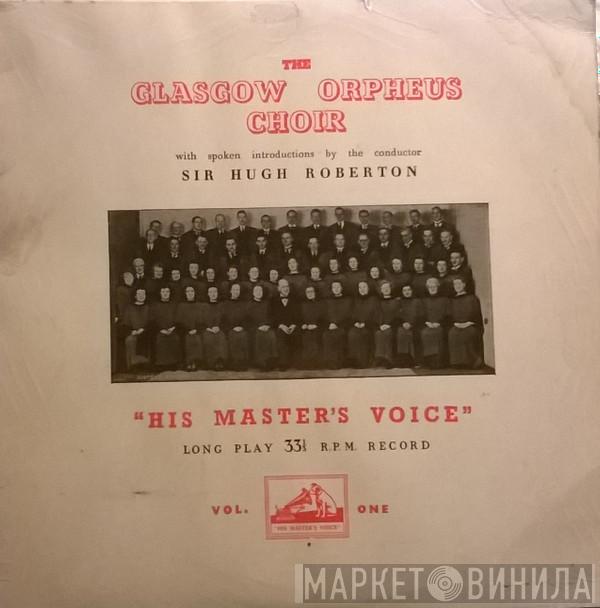 THE
GLASGOW ORPHEUS
CHOIR
with spoken introductions by the conductor
SIR HUGH ROBERTON
"HIS MASTER'S VOICE"
LONG PLAY 33⅓ R.P.M. RECORD
VOL. ONE
"HIS MASTER'S VOICE"
МАРКЕТ ВИНИЛА